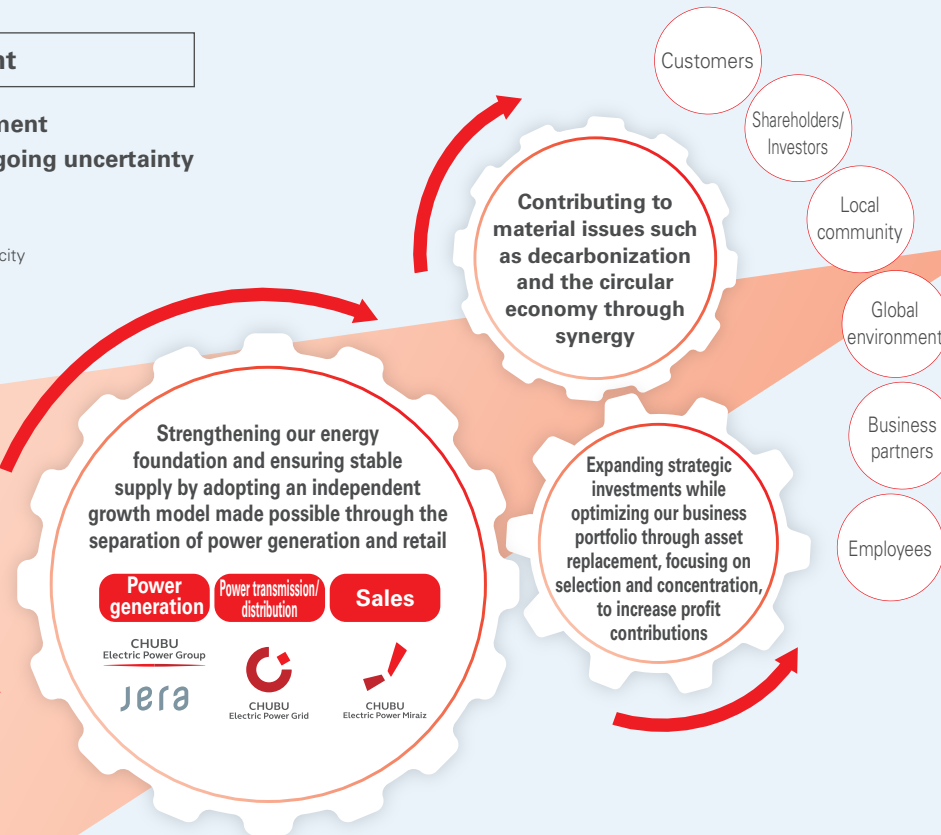 nt
ment
going uncertainty
city
Customers
Shareholders/
Investors
Local
community
Global
environment
Business
partners
Employees
Contributing to
material issues such
as decarbonization
and the circular
economy through
synergy
Strengthening our energy
foundation and ensuring stable
supply by adopting an independent
growth model made possible through the
separation of power generation and retail
Power
generation
Power transmission/
distribution
Sales
CHUBU
Electric Power Group
Jera
CHUBU
Electric Power Grid
CHUBU
Electric Power Miraiz
Expanding strategic
investments while
optimizing our business
portfolio through asset
replacement, focusing on
selection and concentration,
to increase profit
contributions